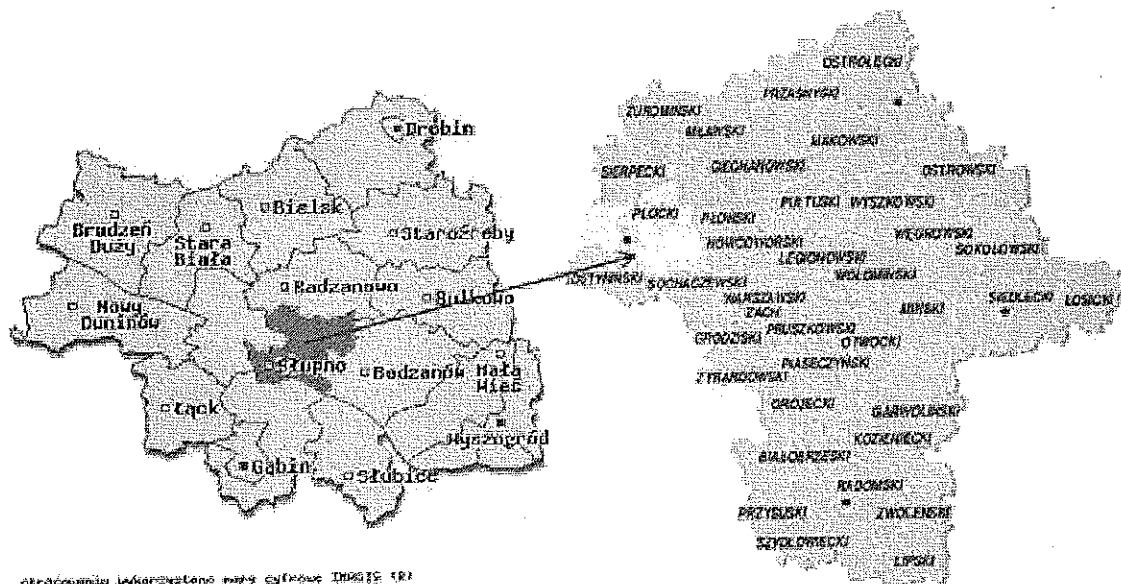 Drobin
Bielsk
Brudzeń
Duży
Stara
Biała
Staroźreby
Radzanowo
Bulkowo
Nowy
Duninów
Słupno
Bodzanów
Mała
Wieś
Łąck
Wyszogród
Gąbin
Słubice
OSTROŁĘCKI
PRZASNYSKI
ŻUROMIŃSKI
MŁAWSKI
MAKOWSKI
SIERPECKI
CIECHANOWSKI
OSTROWSKI
PUŁTUSKI
WYSZKOWSKI
PŁOCKI
PŁOŃSKI
WĘGROWSKI
NOWODWORSKI
SOKOŁOWSKI
LEGIONOWSKI
WOŁOMIŃSKI
GOSTYNIŃSKI
SOCHACZEWSKI
WARSZAWSKI
ZACH
MIŃSKI
SIEDLECKI
ŁOSICKI
PRUSZKOWSKI
GRODZISKI
OTWOCKI
PIASECZYŃSKI
ŻYRARDOWSKI
GRÓJECKI
GARWOLIŃSKI
KOZIENICKI
BIAŁOBRZESKI
RADOMSKI
PRZYSUSKI
ZWOLEŃSKI
SZYDŁOWIECKI
LIPSKI